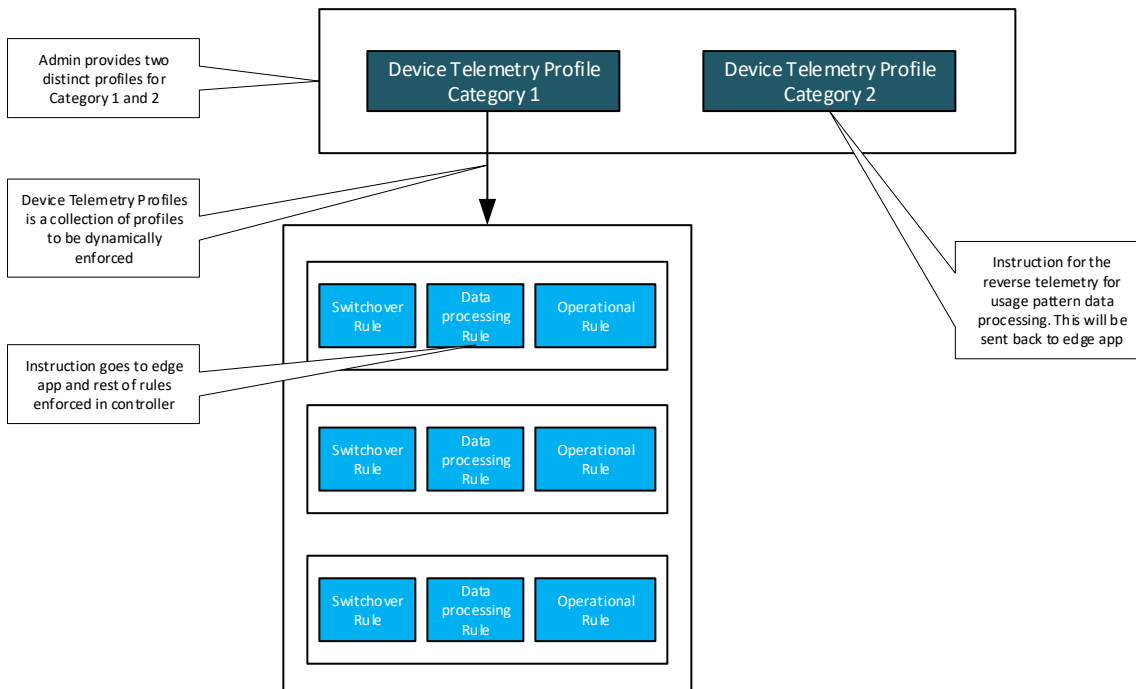 Admin provides two
distinct profiles for
Category 1 and 2
Device Telemetry Profile
Category 1
Device Telemetry Profile
Category 2
Device Telemetry Profiles
is a collection of profiles
to be dynamically
enforced
Instruction for the
reverse telemetry for
usage pattern data
processing. This will be
sent back to edge app
Switchover
Rule
Data
processing
Rule
Operational
Rule
Instruction goes to edge
app and rest of rules
enforced in controller
Switchover
Rule
Data
processing
Rule
Operational
Rule
Switchover
Rule
Data
processing
Rule
Operational
Rule